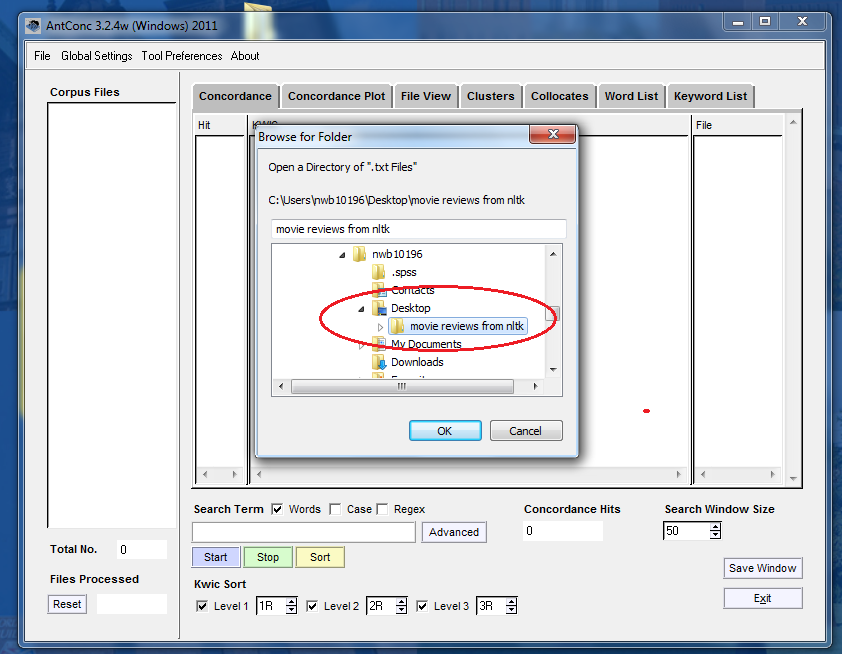 AntConc 3.2.4w (Windows) 2011
File Global Settings Tool Preferences About
Corpus Files
Concordance Concordance Plot File View Clusters Collocates Word List Keyword List
Hit KWIC File
Browse for Folder
Open a Directory of ".txt Files"
C:\Users\nwb10196\Desktop\movie reviews from nltk
movie reviews from nltk
nwb10196
.spss
Contacts
Desktop
movie reviews from nltk
My Documents
Downloads
OK Cancel
Search Term Words Case Regex Concordance Hits Search Window Size
Advanced 0 50
Total No. 0
Start Stop Sort
Files Processed
Save Window
Kwic Sort
Reset Level 1 1R Level 2 2R Level 3 3R Exit